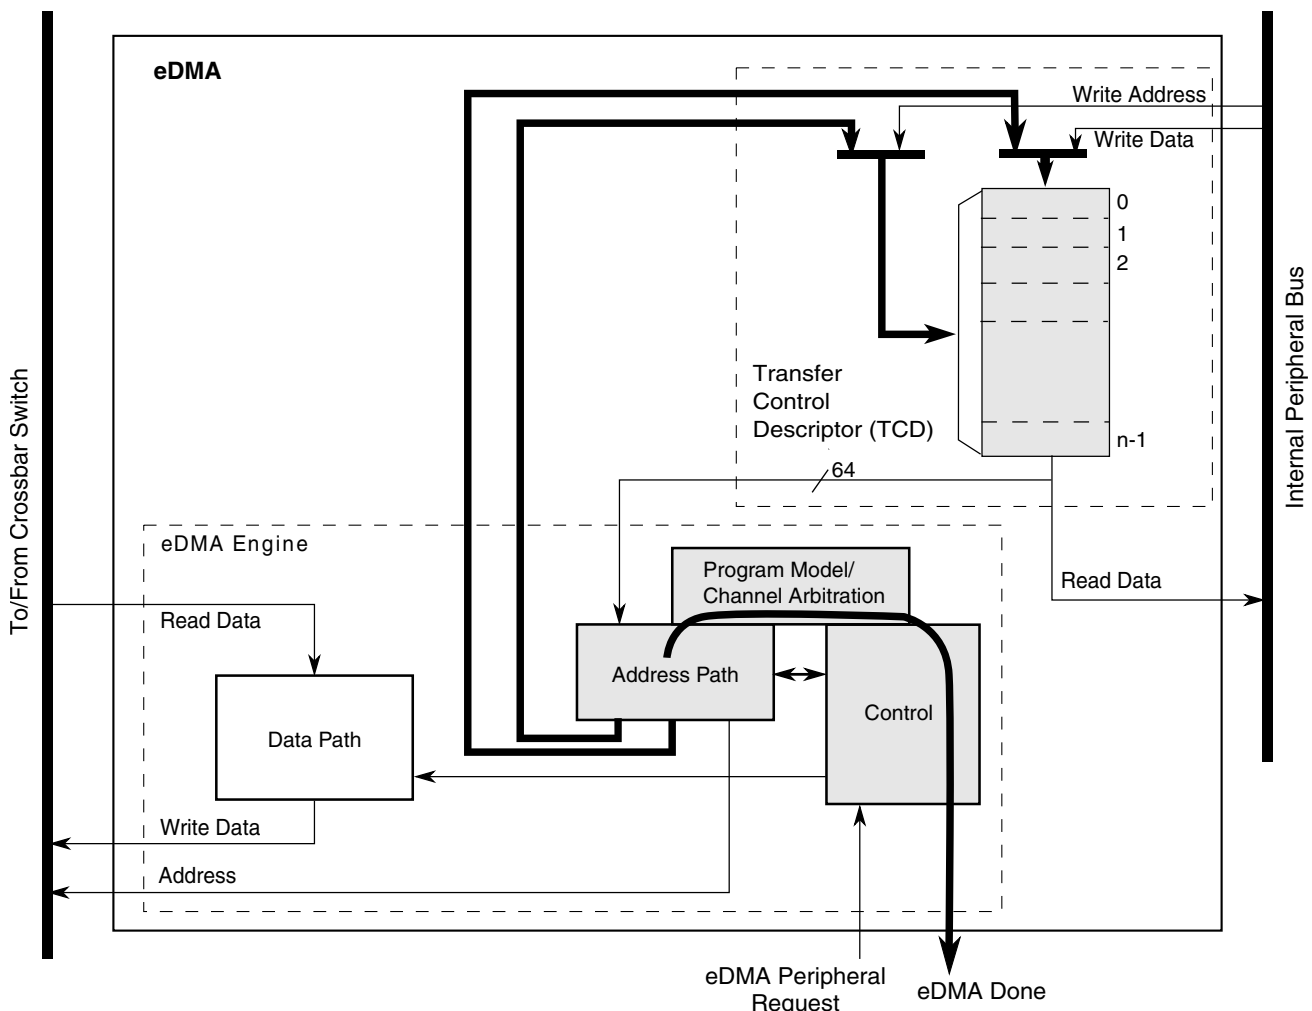 eDMA
Write Address
Write Data
0
1
2
n-1
Transfer
Control
Descriptor (TCD)
64
To/From Crossbar Switch
Internal Peripheral Bus
eDMA Engine
Program Model/
Channel Arbitration
Read Data
Read Data
Address Path
Control
Data Path
Write Data
Address
eDMA Peripheral
Request
eDMA Done